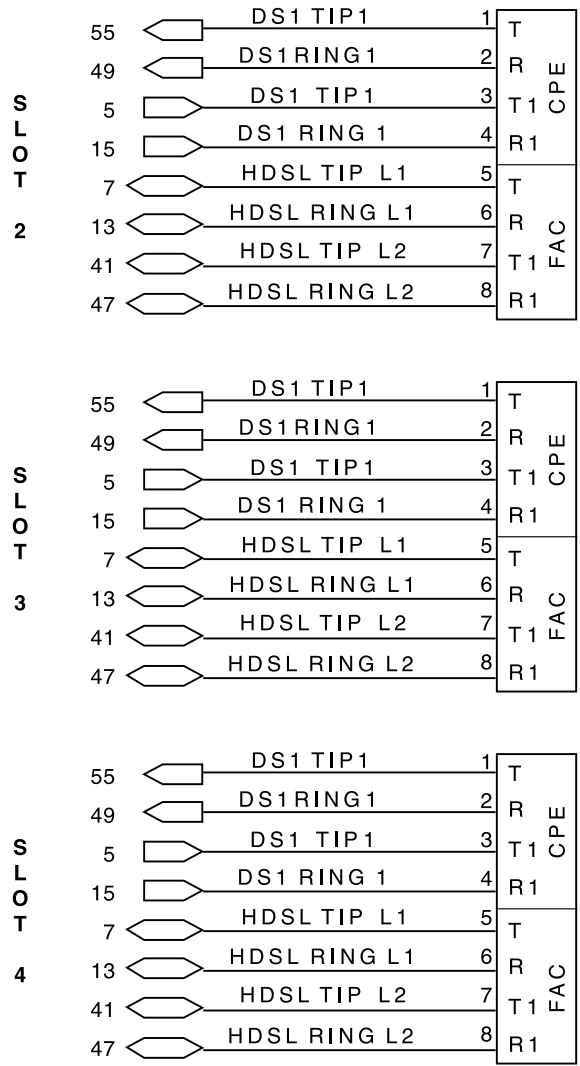 SLOT 2
55 DS1 TIP1 1 T
49 DS1 RING1 2 R
5 DS1 TIP1 3 T1
15 DS1 RING 1 4 R1
CPE
7 HDSL TIP L1 5 T
13 HDSL RING L1 6 R
41 HDSL TIP L2 7 T1
47 HDSL RING L2 8 R1
FAC
SLOT 3
55 DS1 TIP1 1 T
49 DS1 RING1 2 R
5 DS1 TIP1 3 T1
15 DS1 RING 1 4 R1
CPE
7 HDSL TIP L1 5 T
13 HDSL RING L1 6 R
41 HDSL TIP L2 7 T1
47 HDSL RING L2 8 R1
FAC
SLOT 4
55 DS1 TIP1 1 T
49 DS1 RING1 2 R
5 DS1 TIP1 3 T1
15 DS1 RING 1 4 R1
CPE
7 HDSL TIP L1 5 T
13 HDSL RING L1 6 R
41 HDSL TIP L2 7 T1
47 HDSL RING L2 8 R1
FAC